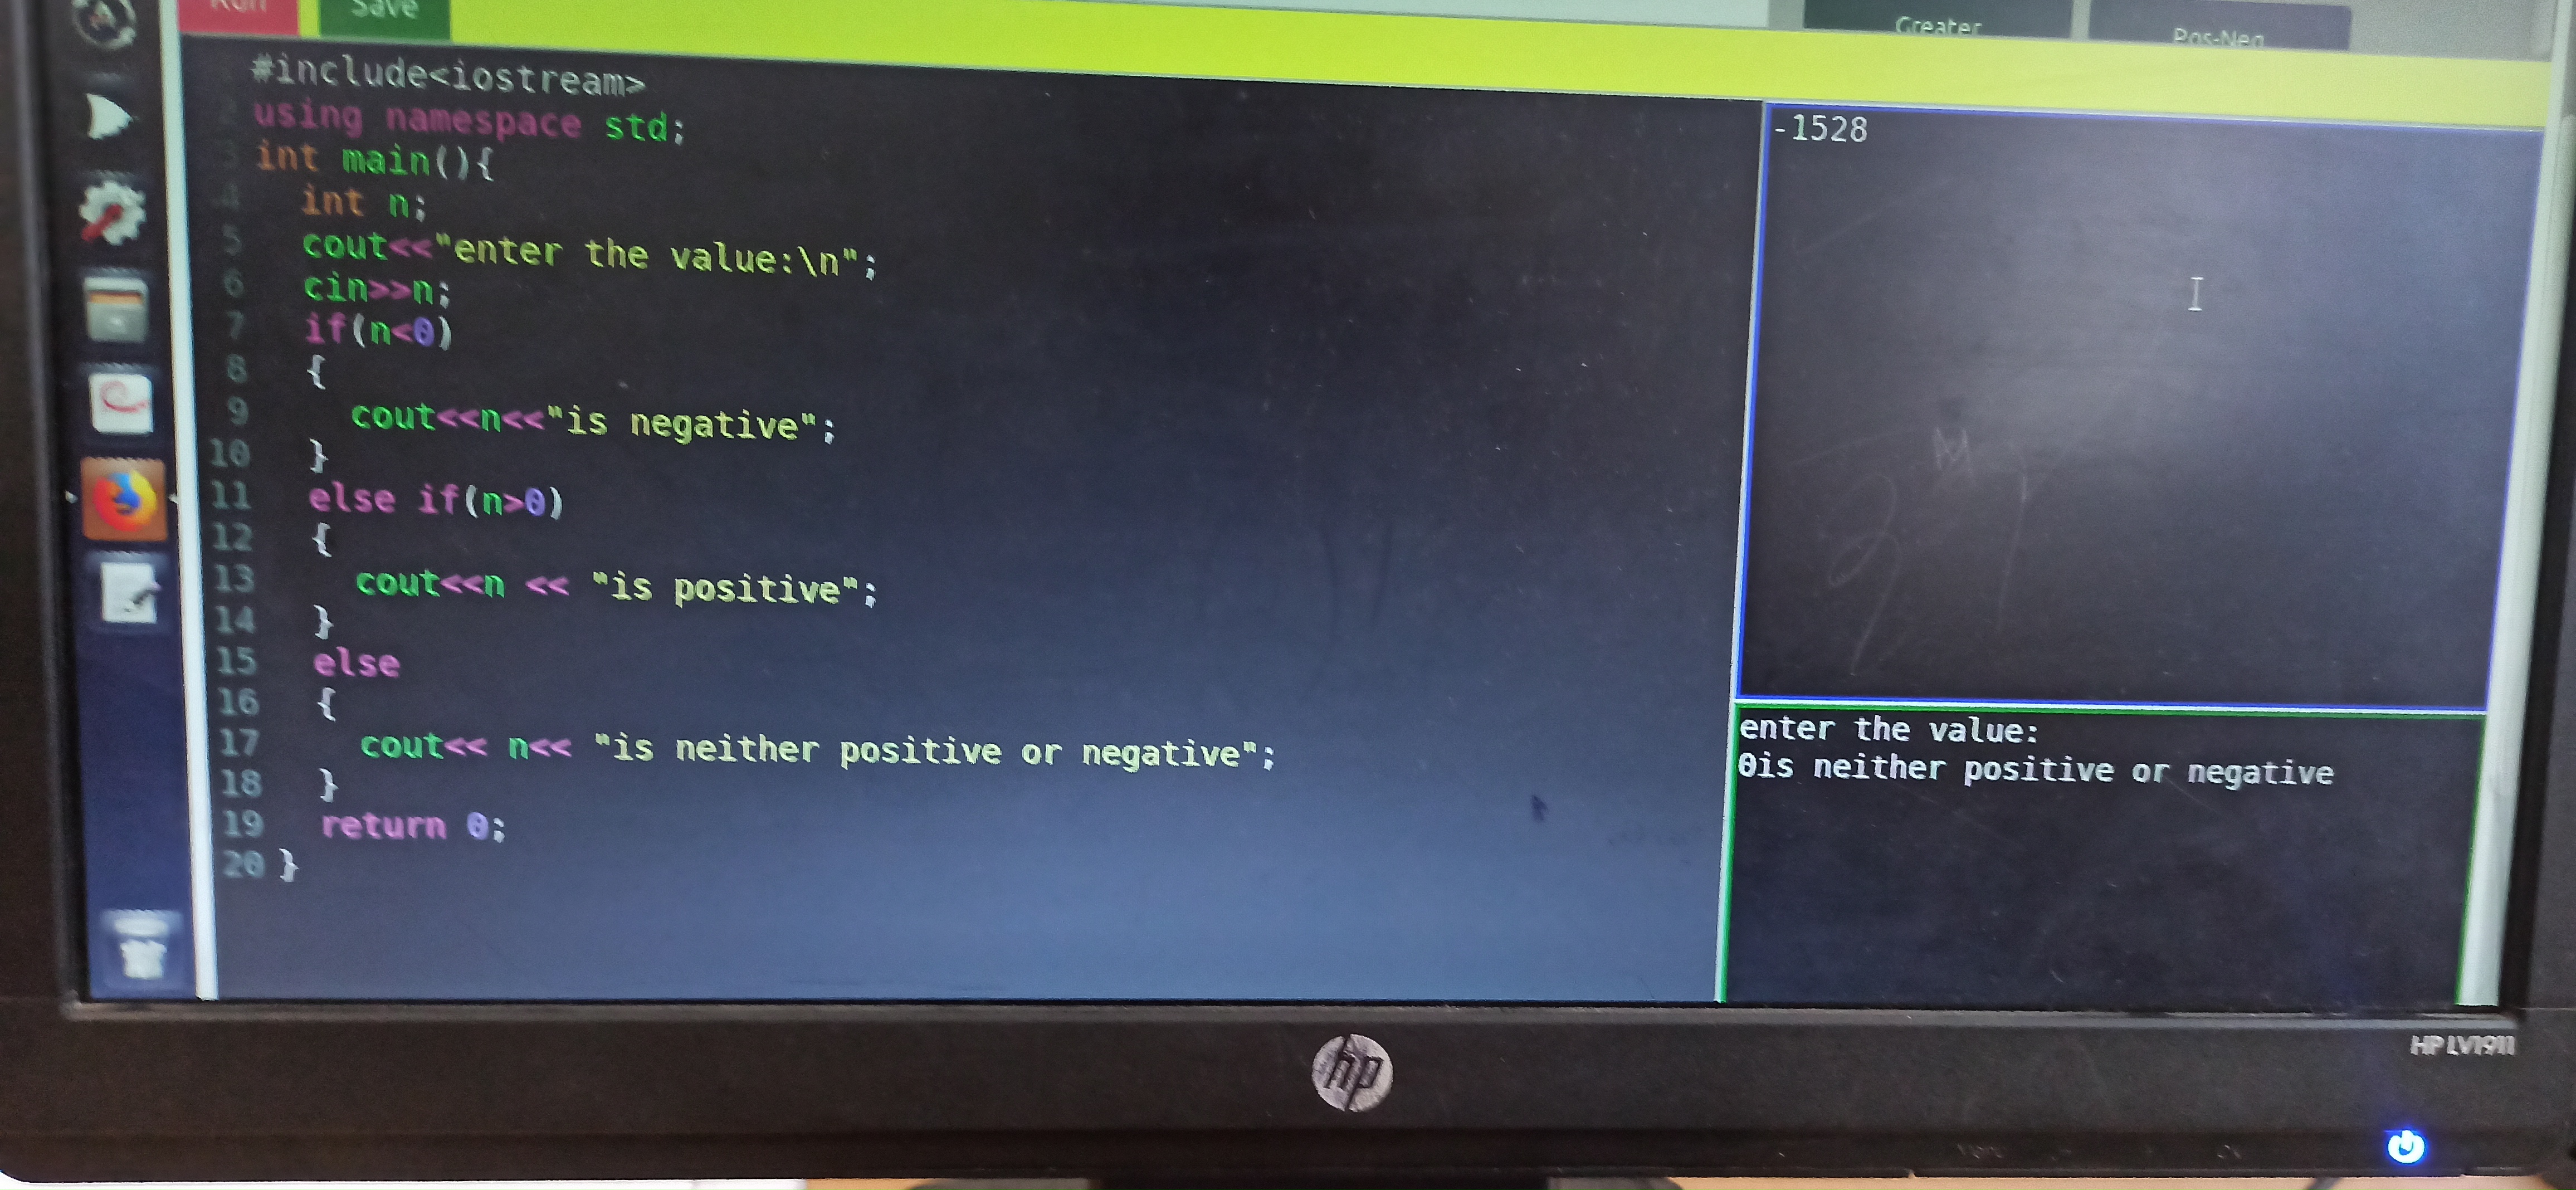 Run Save
Greater Pos-Neg
#include<iostream>
2 using namespace std;
3 int main(){
4 int n;
5 cout<<"enter the value:\n";
6 cin>>n;
7 if(n<0)
8 {
9 cout<<n<<"is negative";
10 }
11 else if(n>0)
12 {
13 cout<<n << "is positive";
14 }
15 else
16 {
17 cout<< n<< "is neither positive or negative";
18 }
19 return 0;
20 }
-1528
enter the value:
0is neither positive or negative
hp
HP LV1911